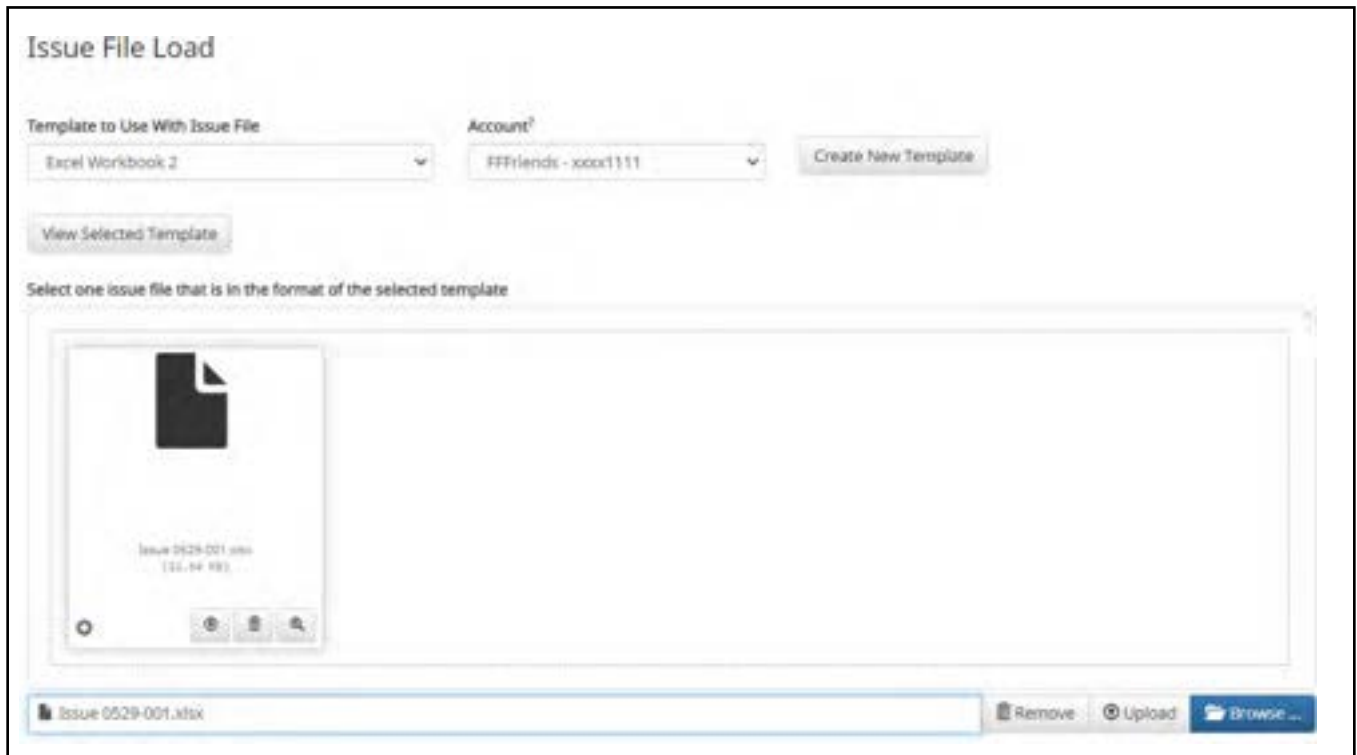 Issue File Load
Template to Use With Issue File
Account?
Excel Workbook 2
FFFriends - xxxx1111
Create New Template
View Selected Template
Select one issue file that is in the format of the selected template
Issue 0529-001.xlsx
Issue 0529-001.xlsx
Remove
Upload
Browse ...